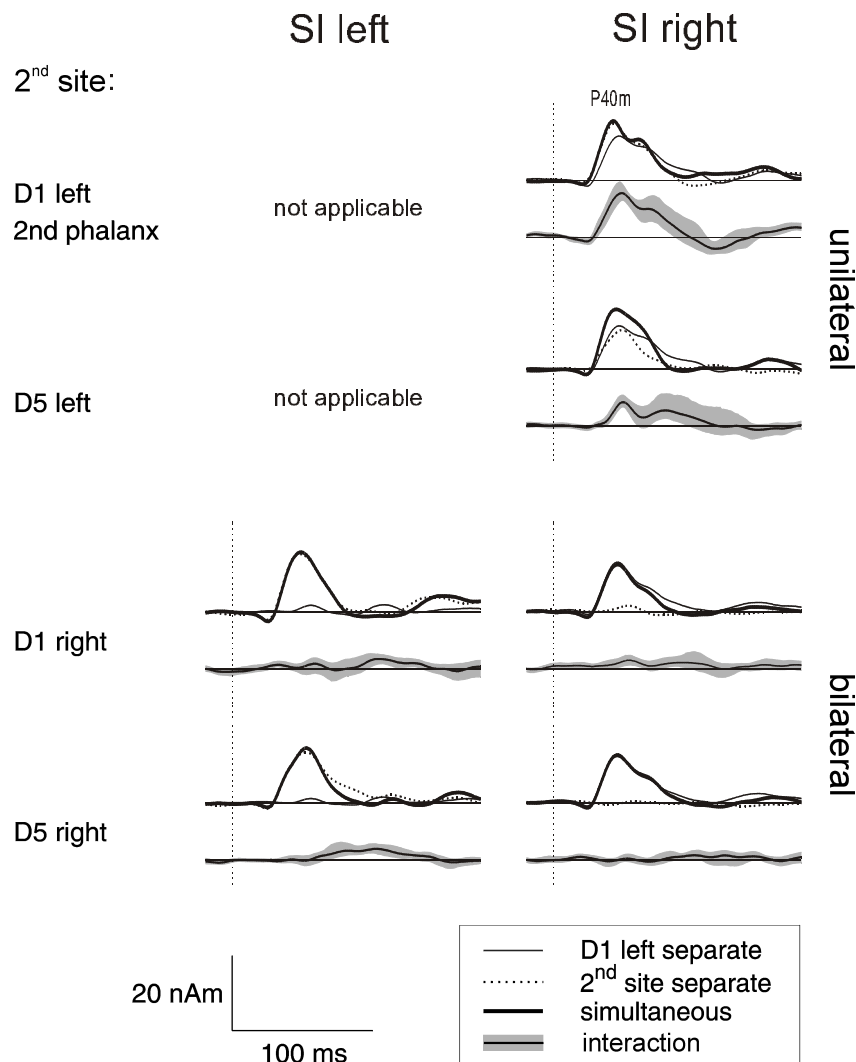 SI left
SI right
2nd site:
P40m
D1 left
2nd phalanx
not applicable
unilateral
D5 left
not applicable
D1 right
bilateral
D5 right
20 nAm
100 ms
D1 left separate
2nd site separate
simultaneous
interaction